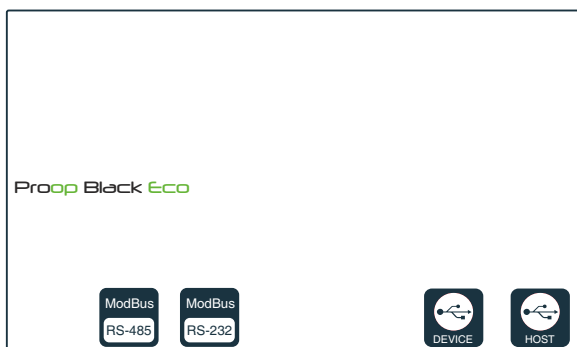 Proop Black Eco
ModBus
RS-485
ModBus
RS-232
DEVICE
HOST